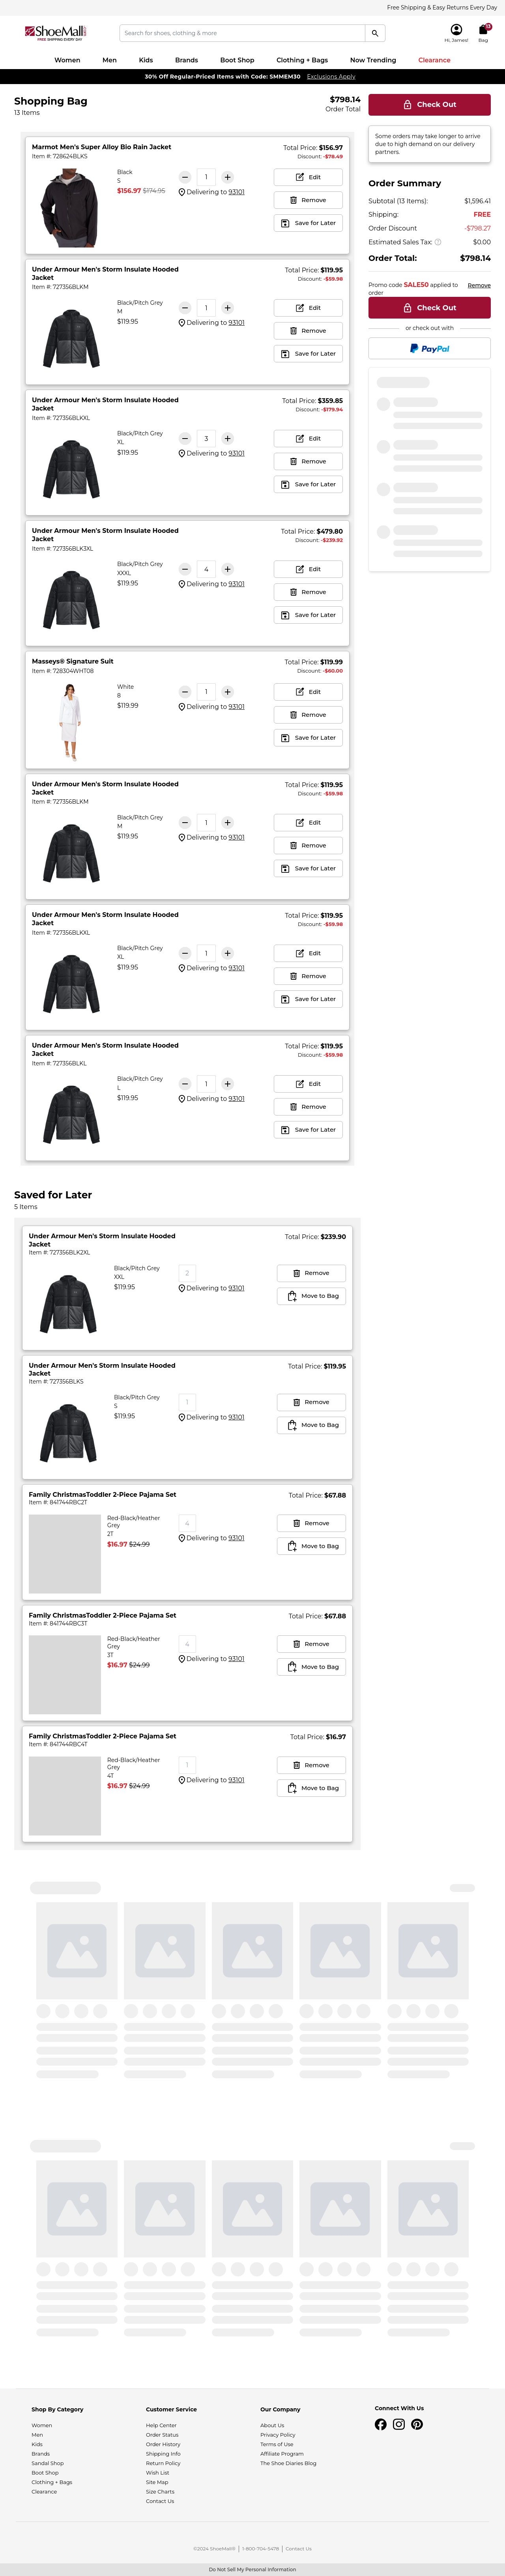 Free Shipping & Easy Returns Every Day
ShoeMall
FREE SHIPPING EVERY DAY
Search for shoes, clothing & more
Hi, James!
13
Bag
Women Men Kids Brands Boot Shop Clothing + Bags Now Trending Clearance
30% Off Regular-Priced Items with Code: SMMEM30 Exclusions Apply
Shopping Bag
13 Items
$798.14
Order Total
Marmot Men's Super Alloy Bio Rain Jacket
Item #: 728624BLKS
Total Price: $156.97
Discount: -$78.49
Black
S
$156.97 $174.95
1
Delivering to 93101
Edit
Remove
Save for Later
Under Armour Men's Storm Insulate Hooded
Jacket
Item #: 727356BLKM
Total Price: $119.95
Discount: -$59.98
Black/Pitch Grey
M
$119.95
1
Delivering to 93101
Edit
Remove
Save for Later
Under Armour Men's Storm Insulate Hooded
Jacket
Item #: 727356BLKXL
Total Price: $359.85
Discount: -$179.94
Black/Pitch Grey
XL
$119.95
3
Delivering to 93101
Edit
Remove
Save for Later
Under Armour Men's Storm Insulate Hooded
Jacket
Item #: 727356BLK3XL
Total Price: $479.80
Discount: -$239.92
Black/Pitch Grey
XXXL
$119.95
4
Delivering to 93101
Edit
Remove
Save for Later
Masseys® Signature Suit
Item #: 728304WHT08
Total Price: $119.99
Discount: -$60.00
White
8
$119.99
1
Delivering to 93101
Edit
Remove
Save for Later
Under Armour Men's Storm Insulate Hooded
Jacket
Item #: 727356BLKM
Total Price: $119.95
Discount: -$59.98
Black/Pitch Grey
M
$119.95
1
Delivering to 93101
Edit
Remove
Save for Later
Under Armour Men's Storm Insulate Hooded
Jacket
Item #: 727356BLKXL
Total Price: $119.95
Discount: -$59.98
Black/Pitch Grey
XL
$119.95
1
Delivering to 93101
Edit
Remove
Save for Later
Under Armour Men's Storm Insulate Hooded
Jacket
Item #: 727356BLKL
Total Price: $119.95
Discount: -$59.98
Black/Pitch Grey
L
$119.95
1
Delivering to 93101
Edit
Remove
Save for Later
Check Out
Some orders may take longer to arrive
due to high demand on our delivery
partners.
Order Summary
Subtotal (13 Items): $1,596.41
Shipping: FREE
Order Discount -$798.27
Estimated Sales Tax: ? $0.00
Order Total: $798.14
Promo code SALE50 applied to
order
Remove
Check Out
or check out with
PayPal
Saved for Later
5 Items
Under Armour Men's Storm Insulate Hooded
Jacket
Item #: 727356BLK2XL
Total Price: $239.90
Black/Pitch Grey
XXL
$119.95
2
Delivering to 93101
Remove
Move to Bag
Under Armour Men's Storm Insulate Hooded
Jacket
Item #: 727356BLKS
Total Price: $119.95
Black/Pitch Grey
S
$119.95
1
Delivering to 93101
Remove
Move to Bag
Family ChristmasToddler 2-Piece Pajama Set
Item #: 841744RBC2T
Total Price: $67.88
Red-Black/Heather
Grey
2T
$16.97 $24.99
4
Delivering to 93101
Remove
Move to Bag
Family ChristmasToddler 2-Piece Pajama Set
Item #: 841744RBC3T
Total Price: $67.88
Red-Black/Heather
Grey
3T
$16.97 $24.99
4
Delivering to 93101
Remove
Move to Bag
Family ChristmasToddler 2-Piece Pajama Set
Item #: 841744RBC4T
Total Price: $16.97
Red-Black/Heather
Grey
4T
$16.97 $24.99
1
Delivering to 93101
Remove
Move to Bag
Shop By Category
Women
Men
Kids
Brands
Sandal Shop
Boot Shop
Clothing + Bags
Clearance
Customer Service
Help Center
Order Status
Order History
Shipping Info
Return Policy
Wish List
Site Map
Size Charts
Contact Us
Our Company
About Us
Privacy Policy
Terms of Use
Affiliate Program
The Shoe Diaries Blog
Connect With Us
©2024 ShoeMall® | 1-800-704-5478 | Contact Us
Do Not Sell My Personal Information